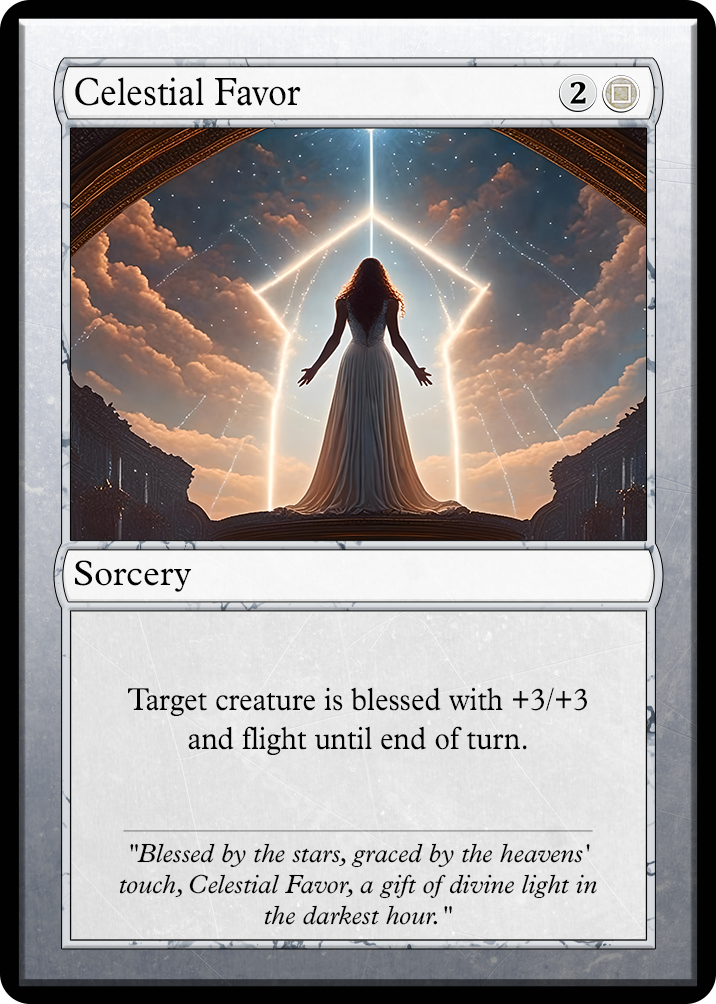 Celestial Favor 2
Sorcery
Target creature is blessed with +3/+3
and flight until end of turn.
"Blessed by the stars, graced by the heavens'
touch, Celestial Favor, a gift of divine light in
the darkest hour."